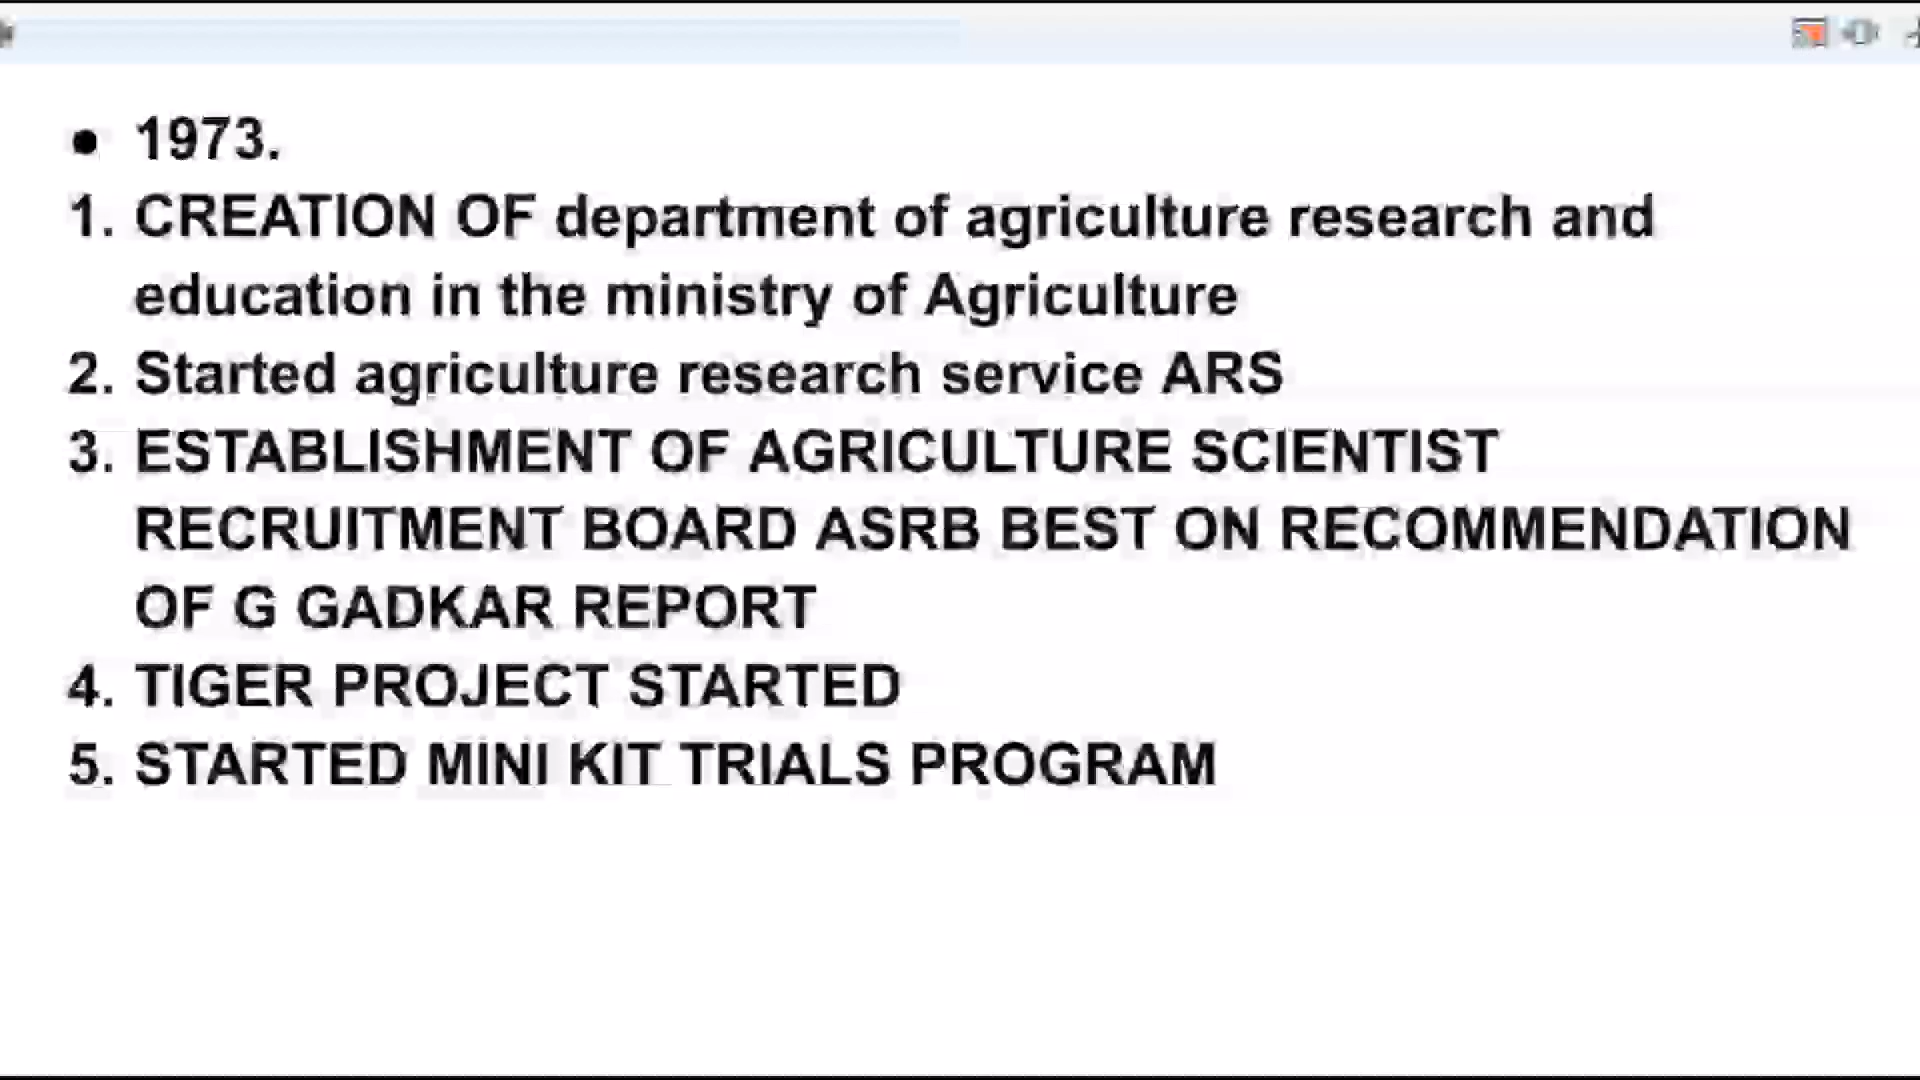 • 1973.
1. CREATION OF department of agriculture research and
education in the ministry of Agriculture
2. Started agriculture research service ARS
3. ESTABLISHMENT OF AGRICULTURE SCIENTIST
RECRUITMENT BOARD ASRB BEST ON RECOMMENDATION
OF G GADKAR REPORT
4. TIGER PROJECT STARTED
5. STARTED MINI KIT TRIALS PROGRAM